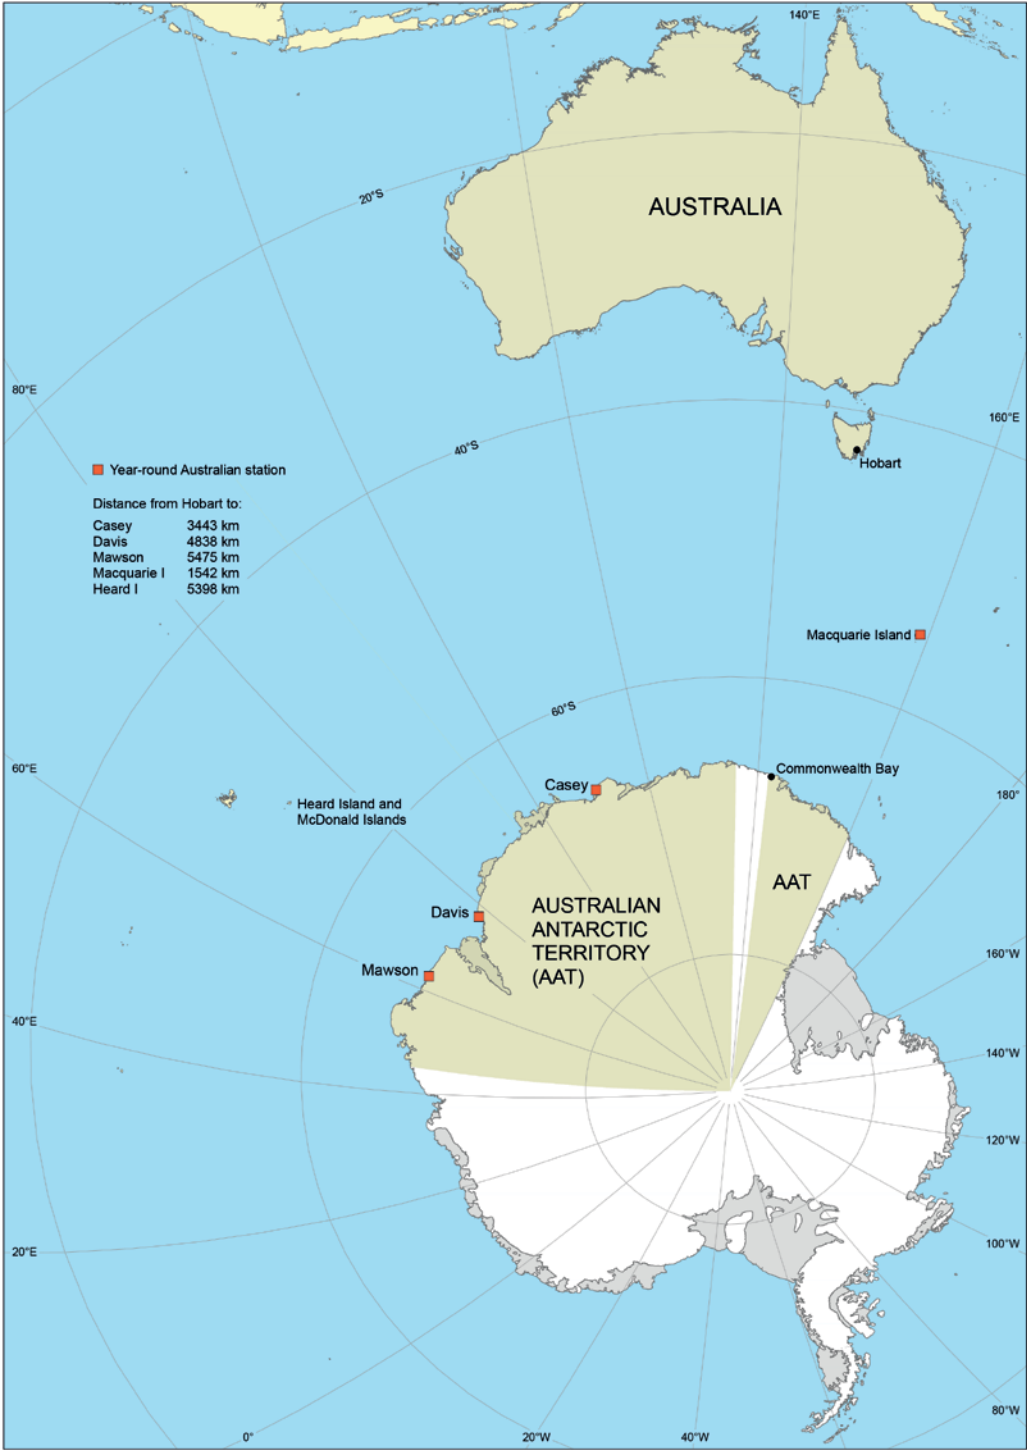 140°E
20°S
AUSTRALIA
80°E
160°E
40°S
Hobart
Year-round Australian station
Distance from Hobart to:
Casey 3443 km
Davis 4838 km
Mawson 5475 km
Macquarie I 1542 km
Heard I 5398 km
Macquarie Island
60°S
60°E
Commonwealth Bay
Casey
180°
Heard Island and
McDonald Islands
AAT
AUSTRALIAN
ANTARCTIC
TERRITORY
(AAT)
Davis
160°W
Mawson
40°E
140°W
120°W
20°E
100°W
80°W
0°
20°W
40°W